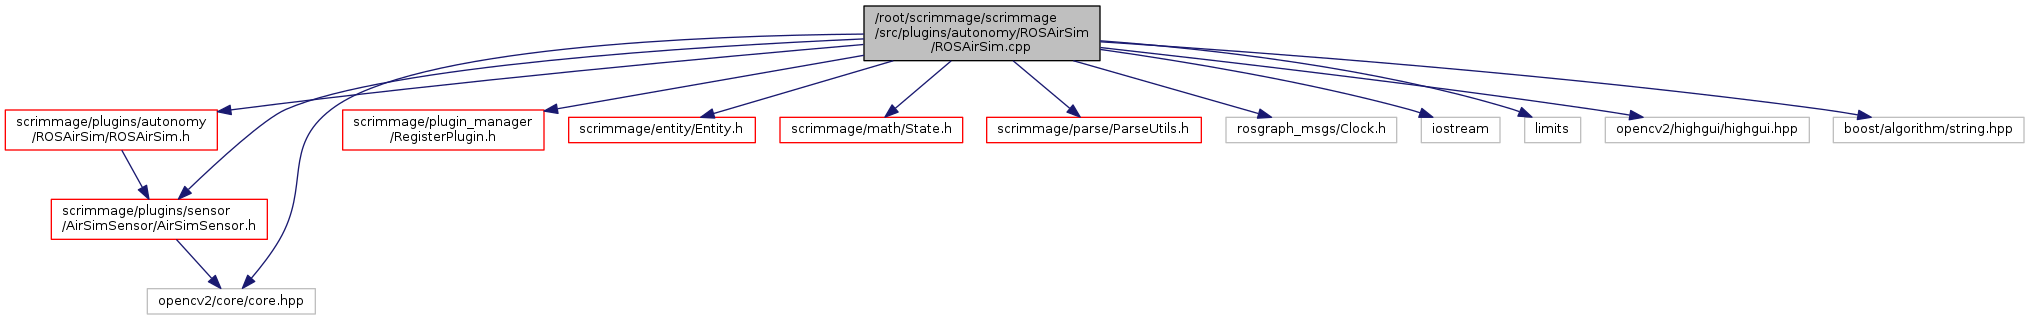 /root/scrimmage/scrimmage
/src/plugins/autonomy/ROSAirSim
/ROSAirSim.cpp
scrimmage/plugins/autonomy
/ROSAirSim/ROSAirSim.h
scrimmage/plugin_manager
/RegisterPlugin.h
scrimmage/entity/Entity.h
scrimmage/math/State.h
scrimmage/parse/ParseUtils.h
rosgraph_msgs/Clock.h
iostream
limits
opencv2/highgui/highgui.hpp
boost/algorithm/string.hpp
scrimmage/plugins/sensor
/AirSimSensor/AirSimSensor.h
opencv2/core/core.hpp